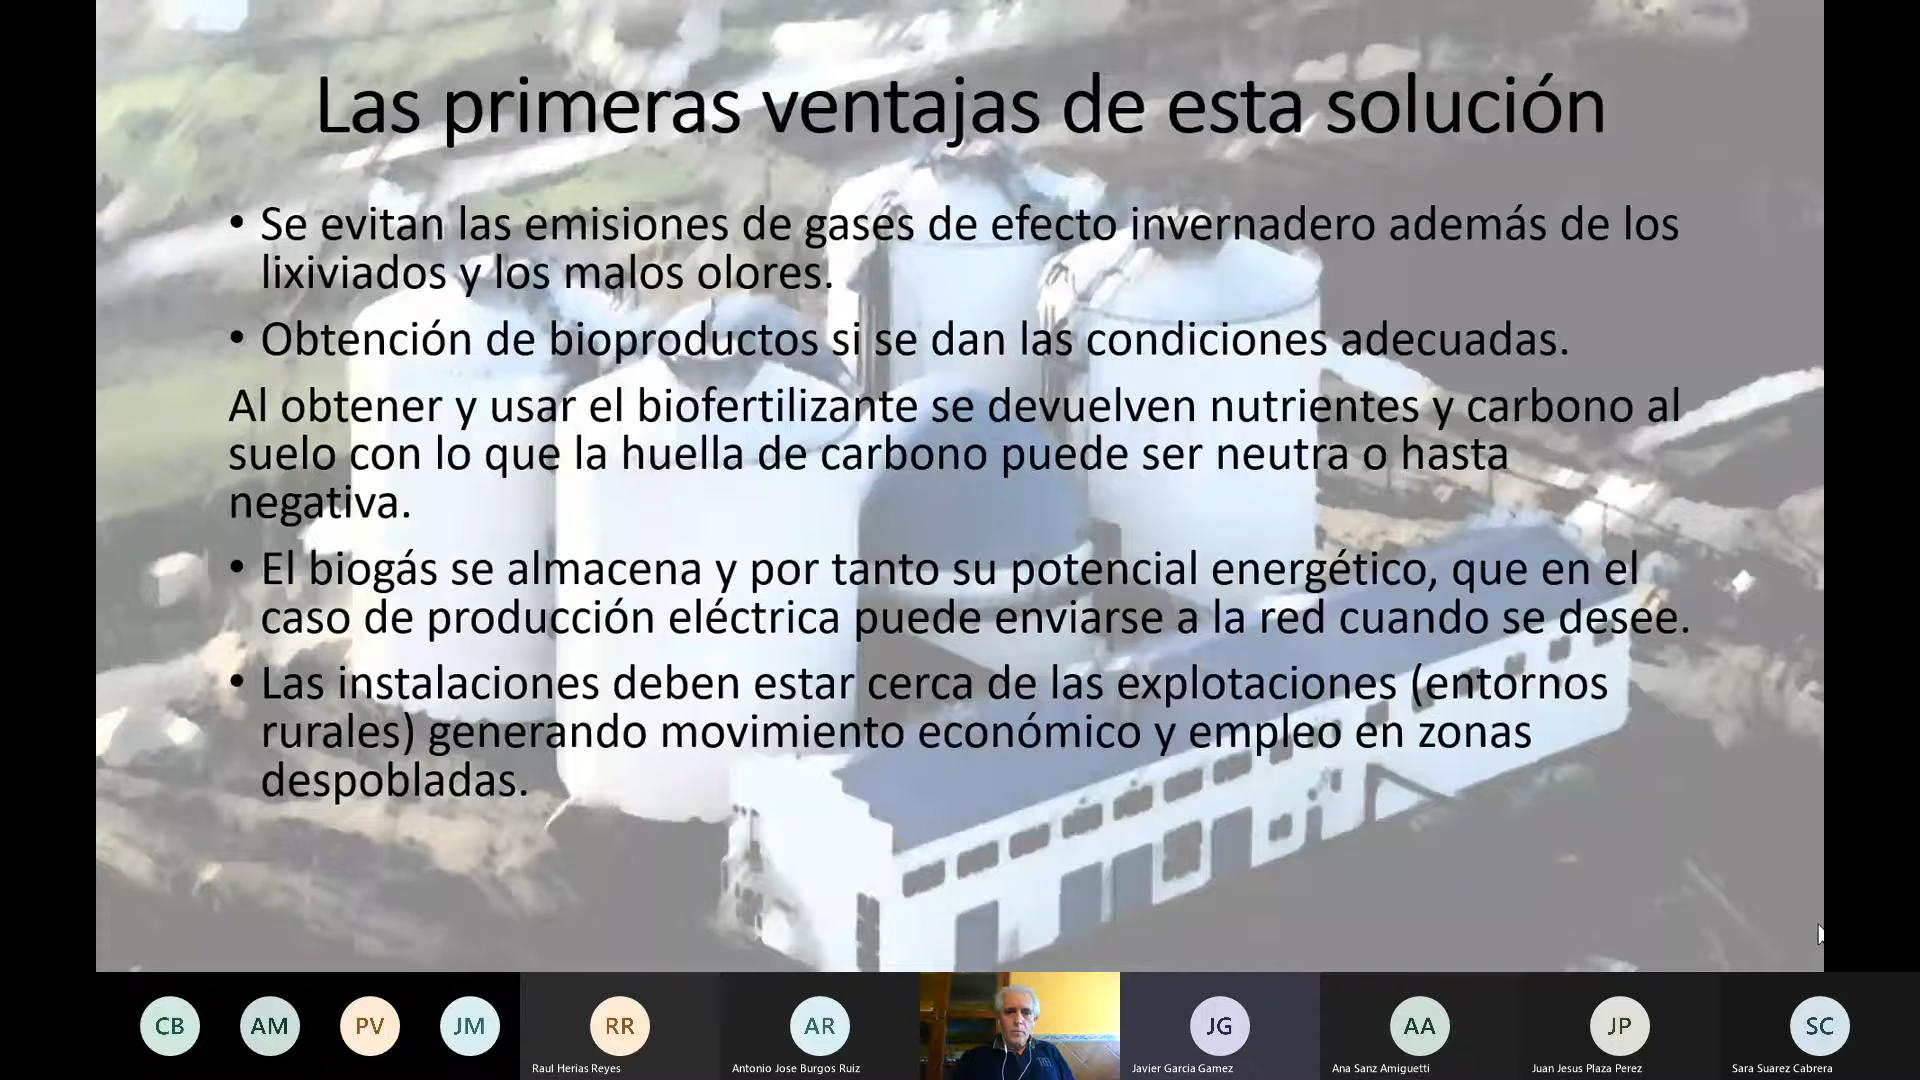 Las primeras ventajas de esta solución
• Se evitan las emisiones de gases de efecto invernadero además de los
lixiviados y los malos olores.
• Obtención de bioproductos si se dan las condiciones adecuadas.
Al obtener y usar el biofertilizante se devuelven nutrientes y carbono al
suelo con lo que la huella de carbono puede ser neutra o hasta
negativa.
• El biogás se almacena y por tanto su potencial energético, que en el
caso de producción eléctrica puede enviarse a la red cuando se desee.
• Las instalaciones deben estar cerca de las explotaciones (entornos
rurales) generando movimiento económico y empleo en zonas
despobladas.
CB AM PV JM RR AR JG AA JP SC
Raul Herias Reyes Antonio Jose Burgos Ruiz Javier Garcia Gamez Ana Sanz Amiguetti Juan Jesus Plaza Perez Sara Suarez Cabrera